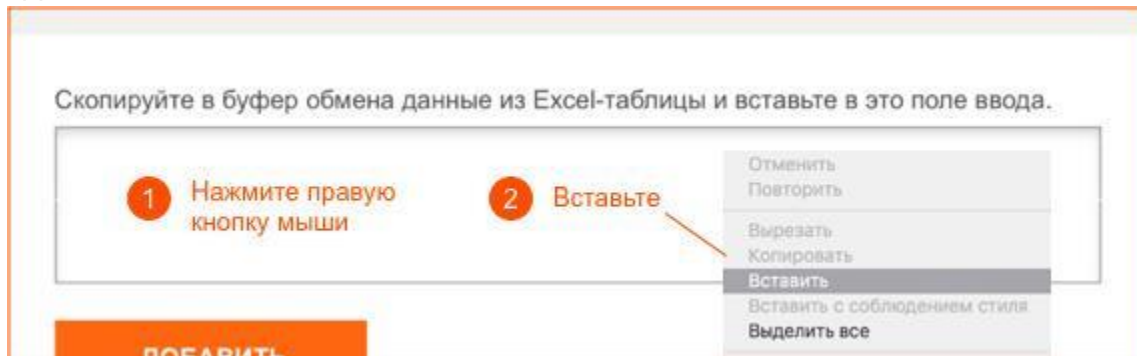 Скопируйте в буфер обмена данные из Excel-таблицы и вставьте в это поле ввода.
1 Нажмите правую
кнопку мыши
2 Вставьте
Отменить
Повторить
Вырезать
Копировать
Вставить
Вставить с соблюдением стиля
Выделить все
ДОБАВИТЬ